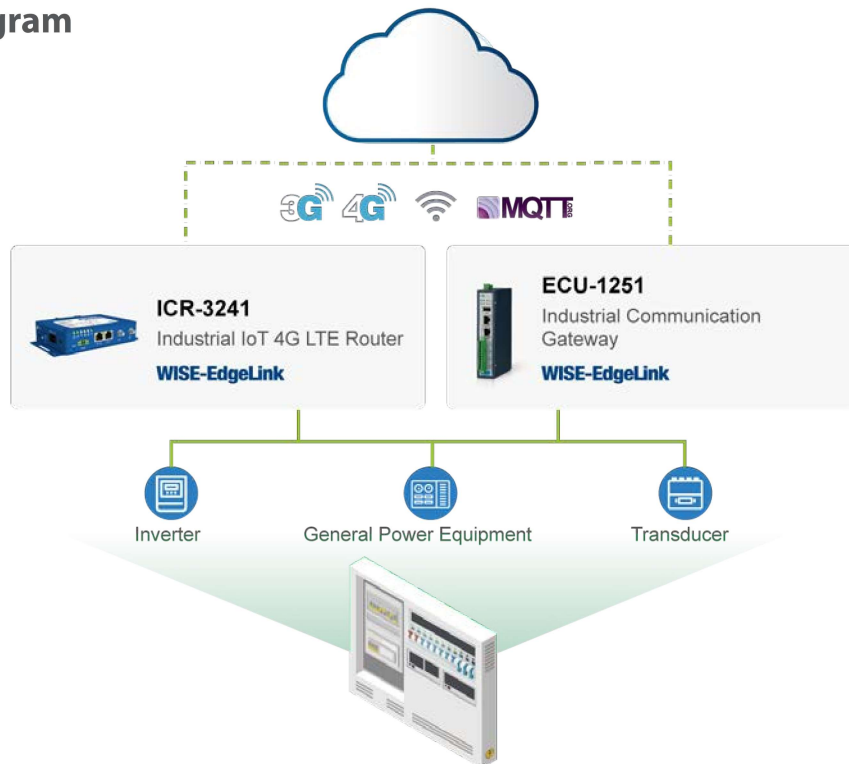 gram
3G 4G MQTT.ORG
ICR-3241
Industrial IoT 4G LTE Router
WISE-EdgeLink
ECU-1251
Industrial Communication
Gateway
WISE-EdgeLink
Inverter
General Power Equipment
Transducer